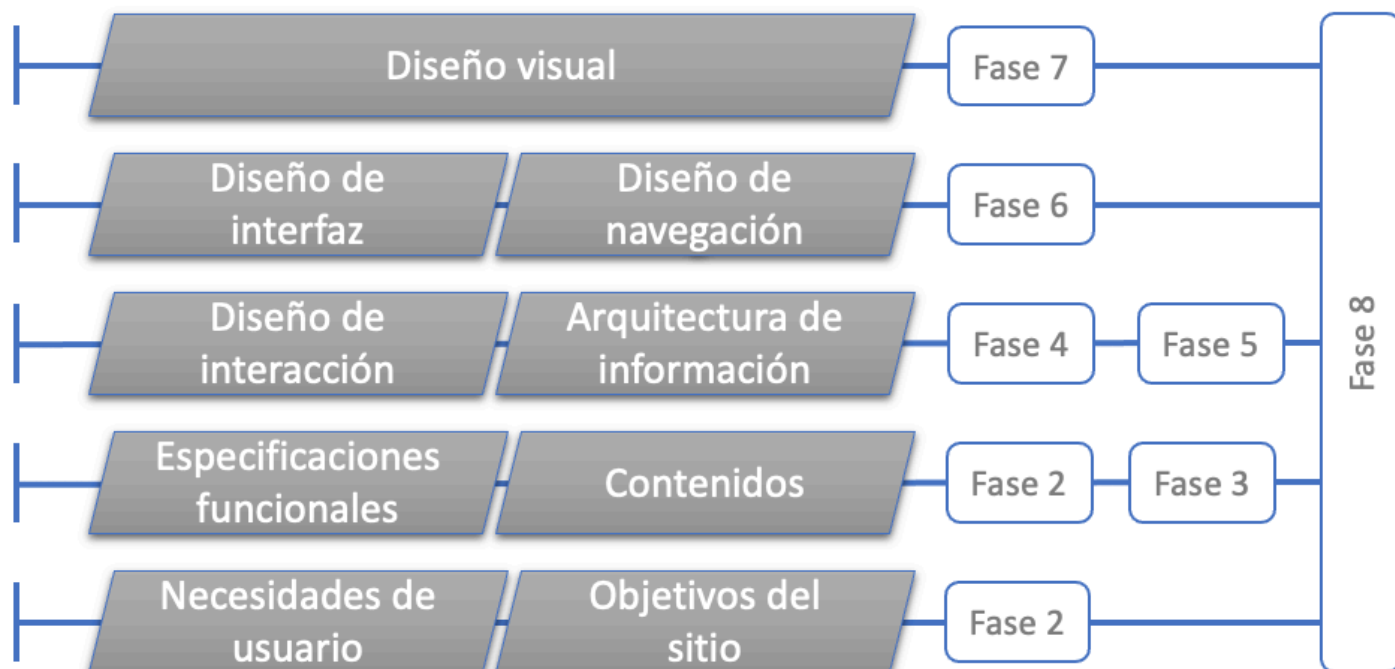 Diseño visual
Fase 7
Diseño de
interfaz
Diseño de
navegación
Fase 6
Diseño de
interacción
Arquitectura de
información
Fase 4
Fase 5
Especificaciones
funcionales
Contenidos
Fase 2
Fase 3
Necesidades de
usuario
Objetivos del
sitio
Fase 2
Fase 8